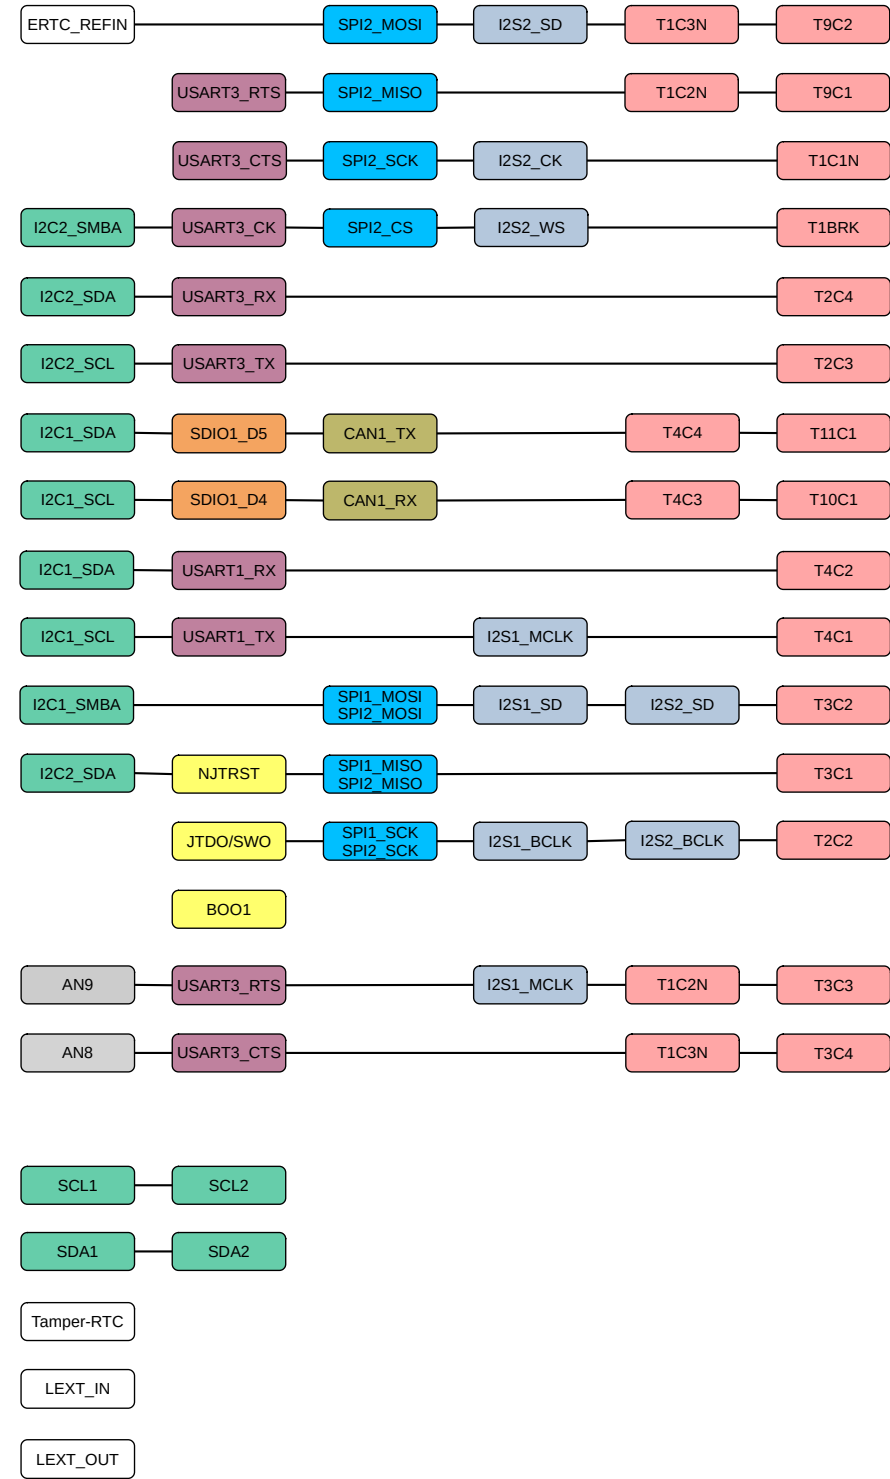 ERTC_REFIN SPI2_MOSI I2S2_SD T1C3N T9C2
USART3_RTS SPI2_MISO T1C2N T9C1
USART3_CTS SPI2_SCK I2S2_CK T1C1N
I2C2_SMBA USART3_CK SPI2_CS I2S2_WS T1BRK
I2C2_SDA USART3_RX T2C4
I2C2_SCL USART3_TX T2C3
I2C1_SDA SDIO1_D5 CAN1_TX T4C4 T11C1
I2C1_SCL SDIO1_D4 CAN1_RX T4C3 T10C1
I2C1_SDA USART1_RX T4C2
I2C1_SCL USART1_TX I2S1_MCLK T4C1
I2C1_SMBA SPI1_MOSI SPI2_MOSI I2S1_SD I2S2_SD T3C2
I2C2_SDA NJTRST SPI1_MISO SPI2_MISO T3C1
JTDO/SWO SPI1_SCK SPI2_SCK I2S1_BCLK I2S2_BCLK T2C2
BOO1
AN9 USART3_RTS I2S1_MCLK T1C2N T3C3
AN8 USART3_CTS T1C3N T3C4
SCL1 SCL2
SDA1 SDA2
Tamper-RTC
LEXT_IN
LEXT_OUT